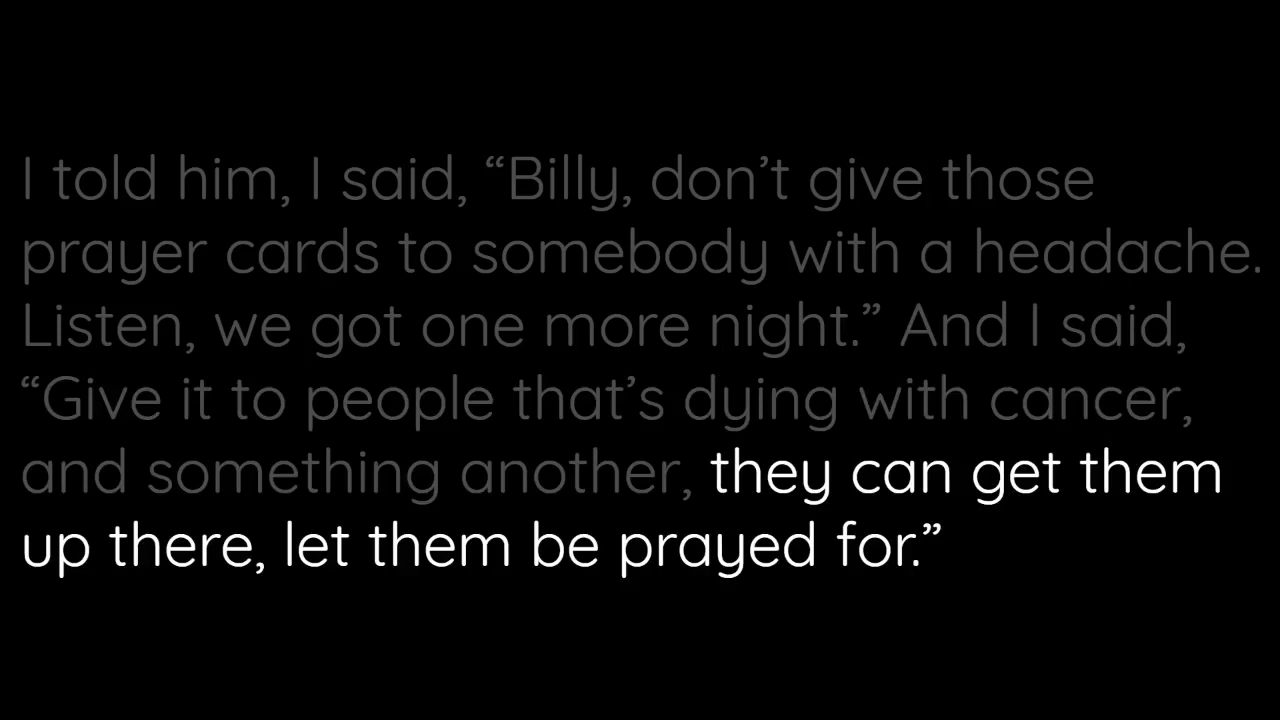 I told him, I said, “Billy, don’t give those
prayer cards to somebody with a headache.
Listen, we got one more night.” And I said,
“Give it to people that’s dying with cancer,
and something another, they can get them
up there, let them be prayed for.”